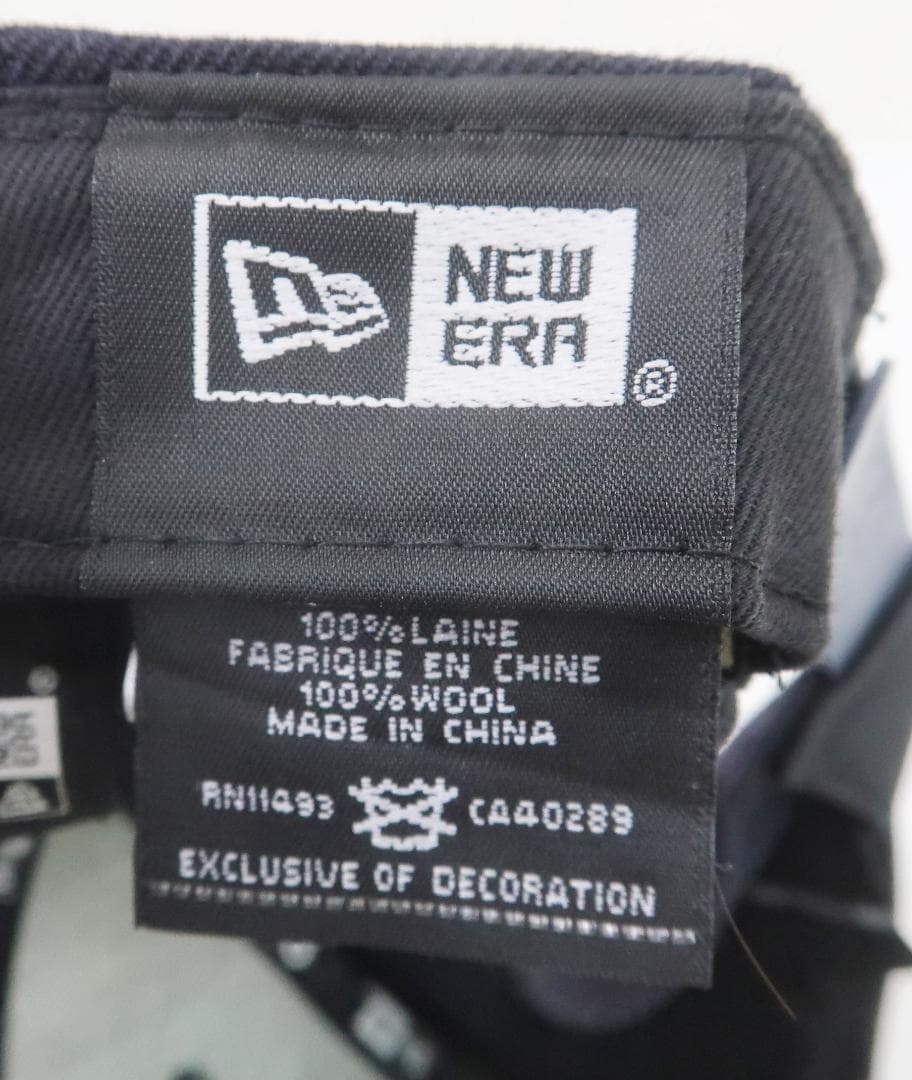 NEW
ERA
®
100% LAINE
FABRIQUE EN CHINE
100% WOOL
MADE IN CHINA
RN11493 CA40289
EXCLUSIVE OF DECORATION